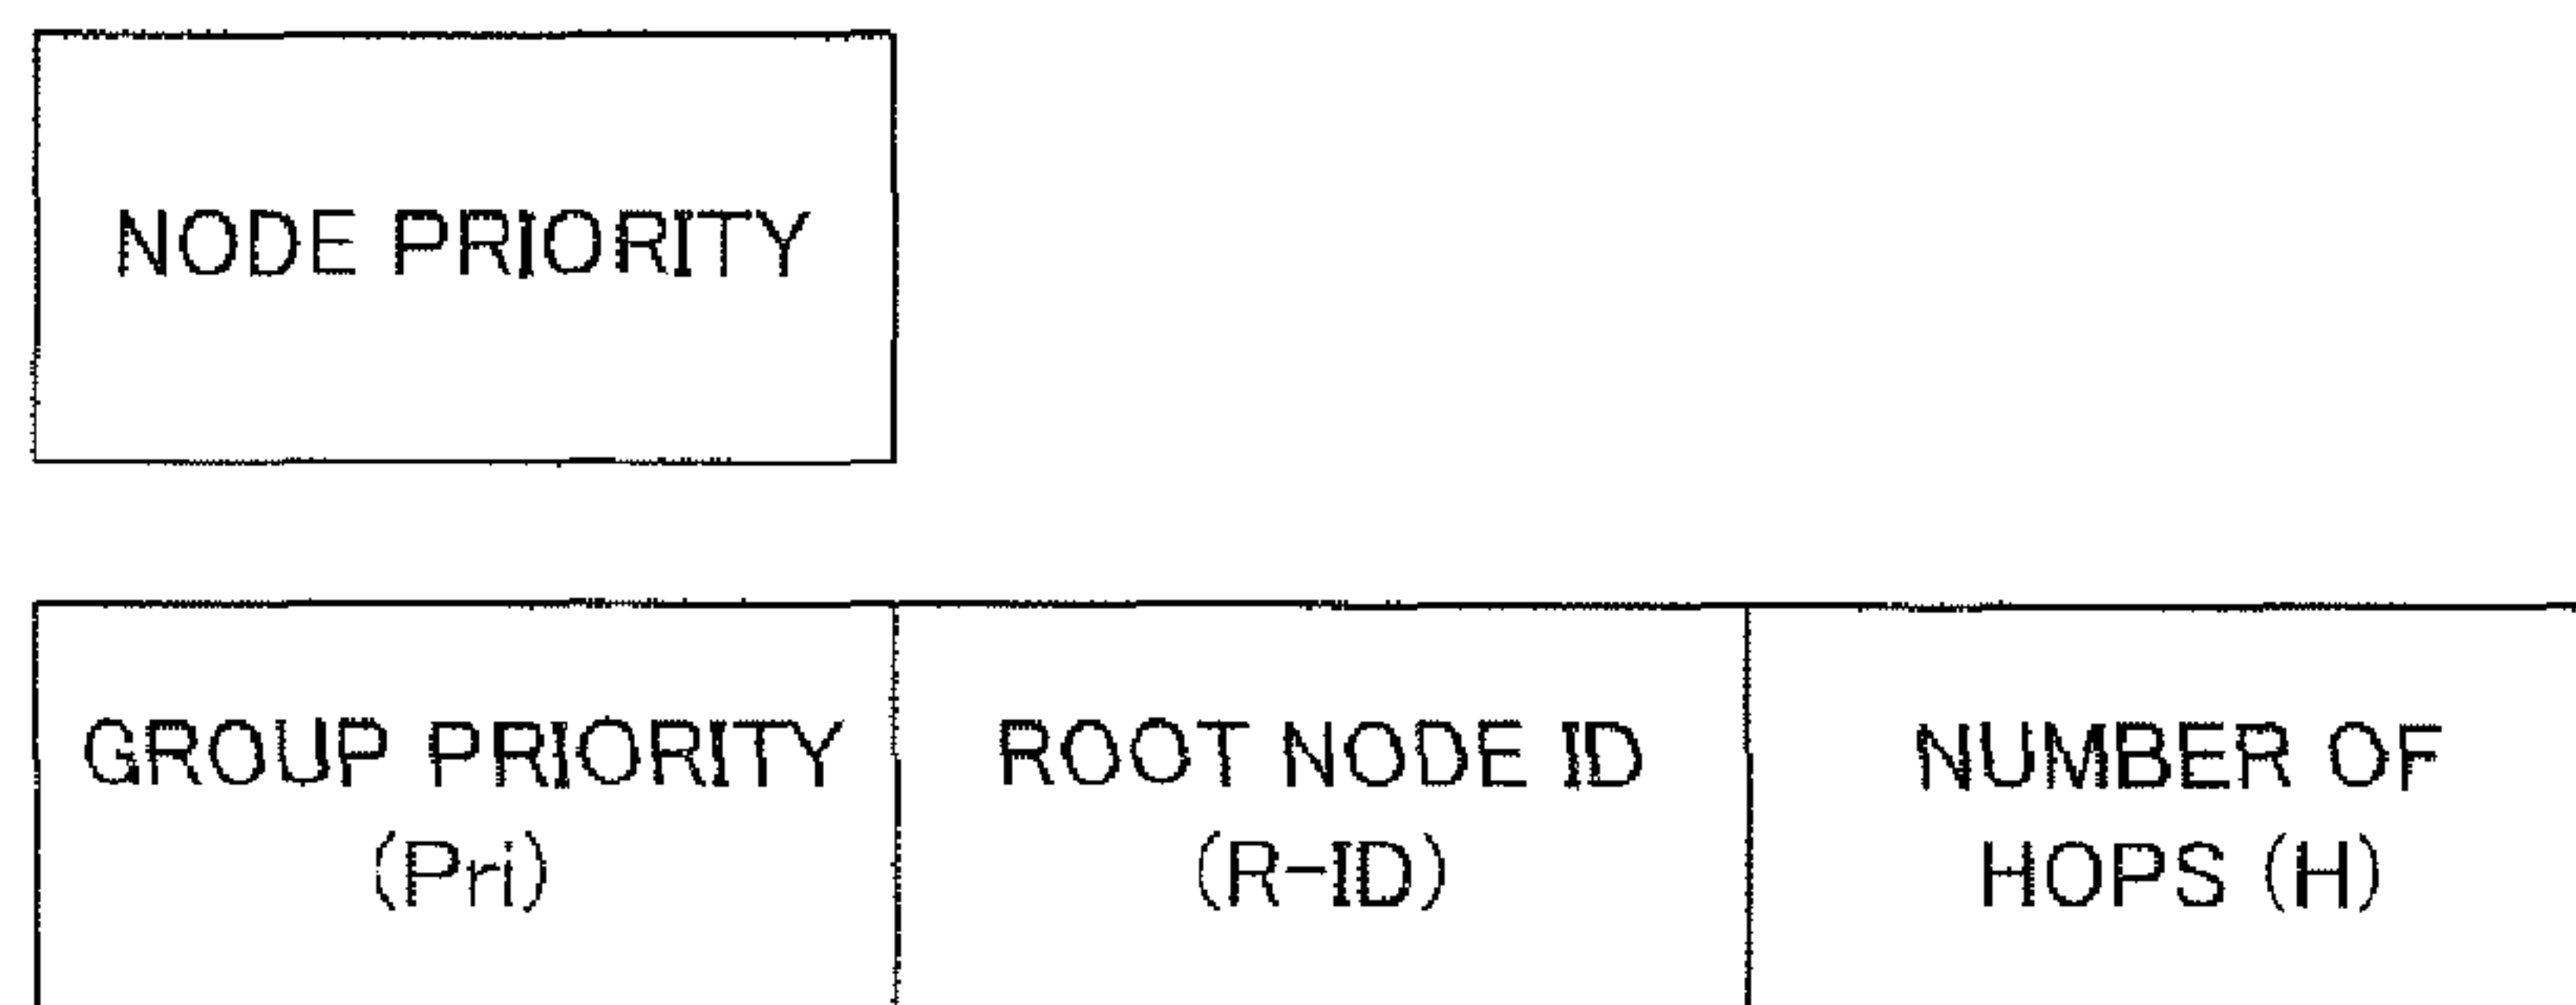 NODE PRIORITY
GROUP PRIORITY
(Pri)
ROOT NODE ID
(R-ID)
NUMBER OF
HOPS (H)